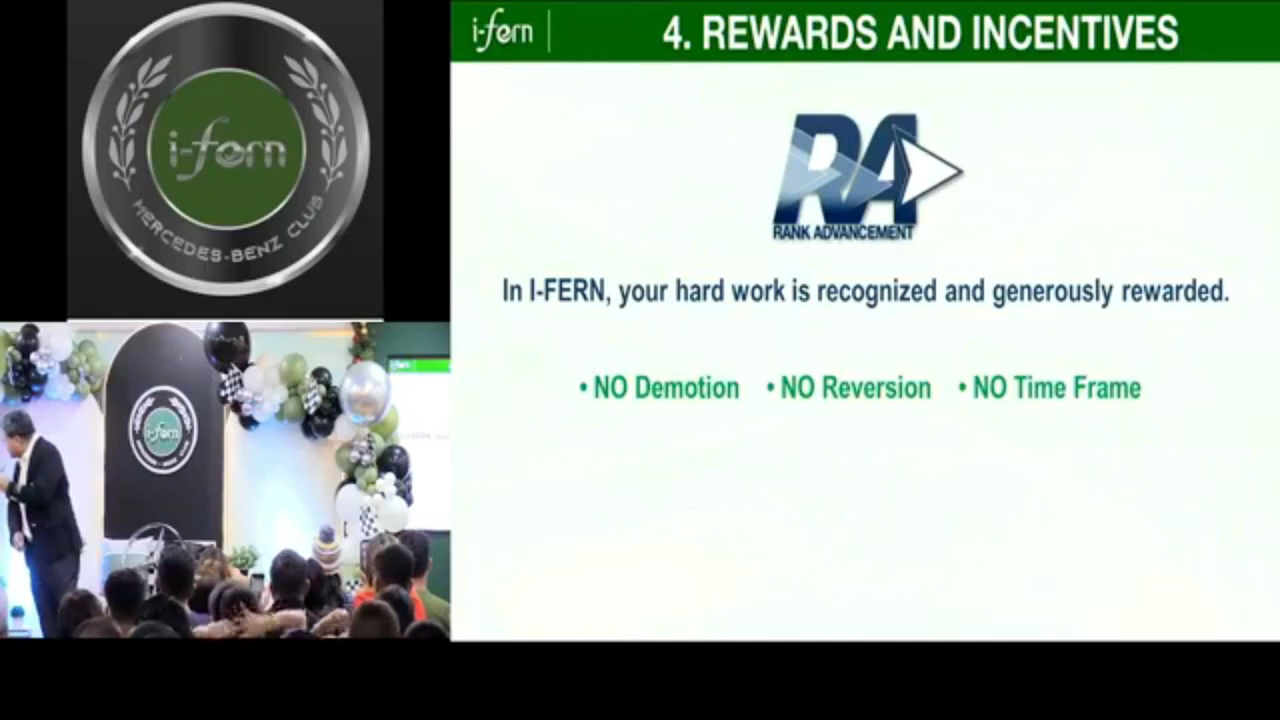 i-fern
MERCEDES-BENZ CLUB
i-fern
4. REWARDS AND INCENTIVES
RA
RANK ADVANCEMENT
In I-FERN, your hard work is recognized and generously rewarded.
• NO Demotion • NO Reversion • NO Time Frame
i-fern